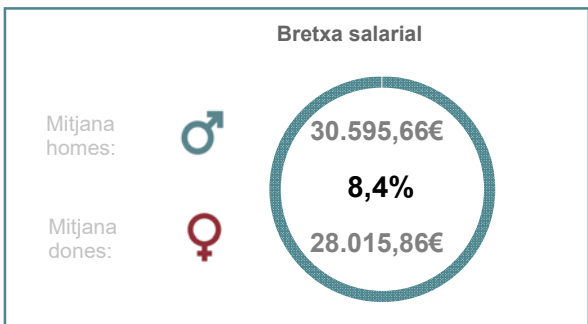 Bretxa salarial
Mitjana
homes:
30.595,66€
8,4%
Mitjana
dones:
28.015,86€